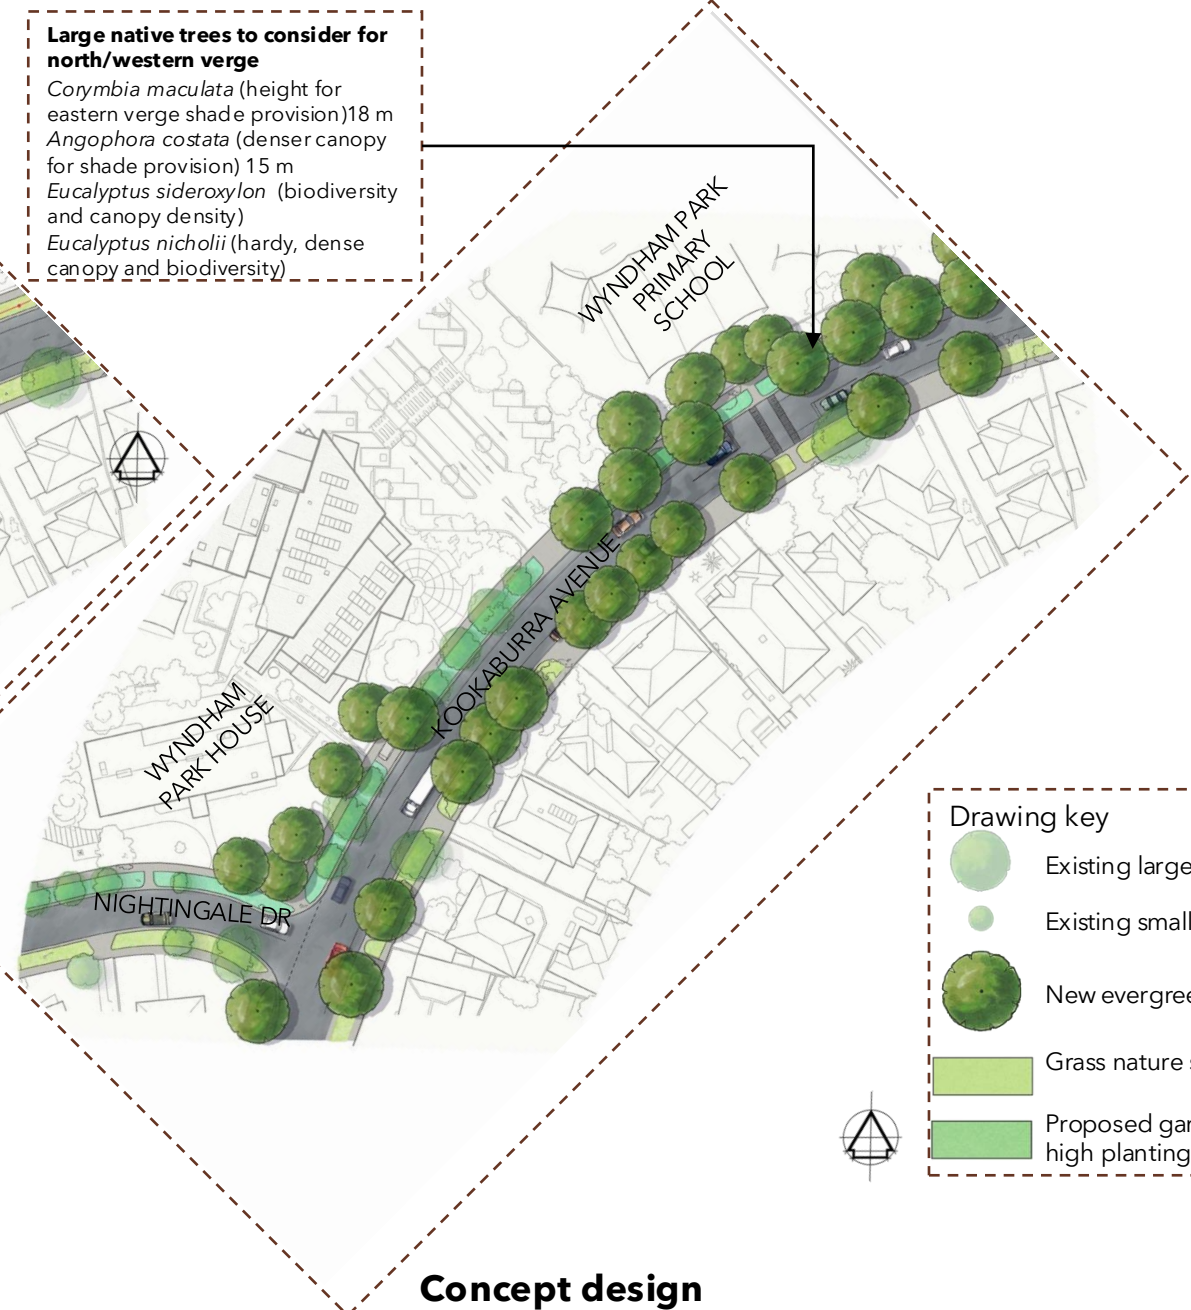 Large native trees to consider for
north/western verge
Corymbia maculata (height for
eastern verge shade provision)18 m
Angophora costata (denser canopy
for shade provision) 15 m
Eucalyptus sideroxylon (biodiversity
and canopy density)
Eucalyptus nicholii (hardy, dense
canopy and biodiversity)
WYNDHAM PARK
PRIMARY
SCHOOL
KOOKABURRA AVENUE
WYNDHAM
PARK HOUSE
NIGHTINGALE DR
Drawing key
Existing large
Existing small
New evergree
Grass nature s
Proposed gar
high planting
Concept design